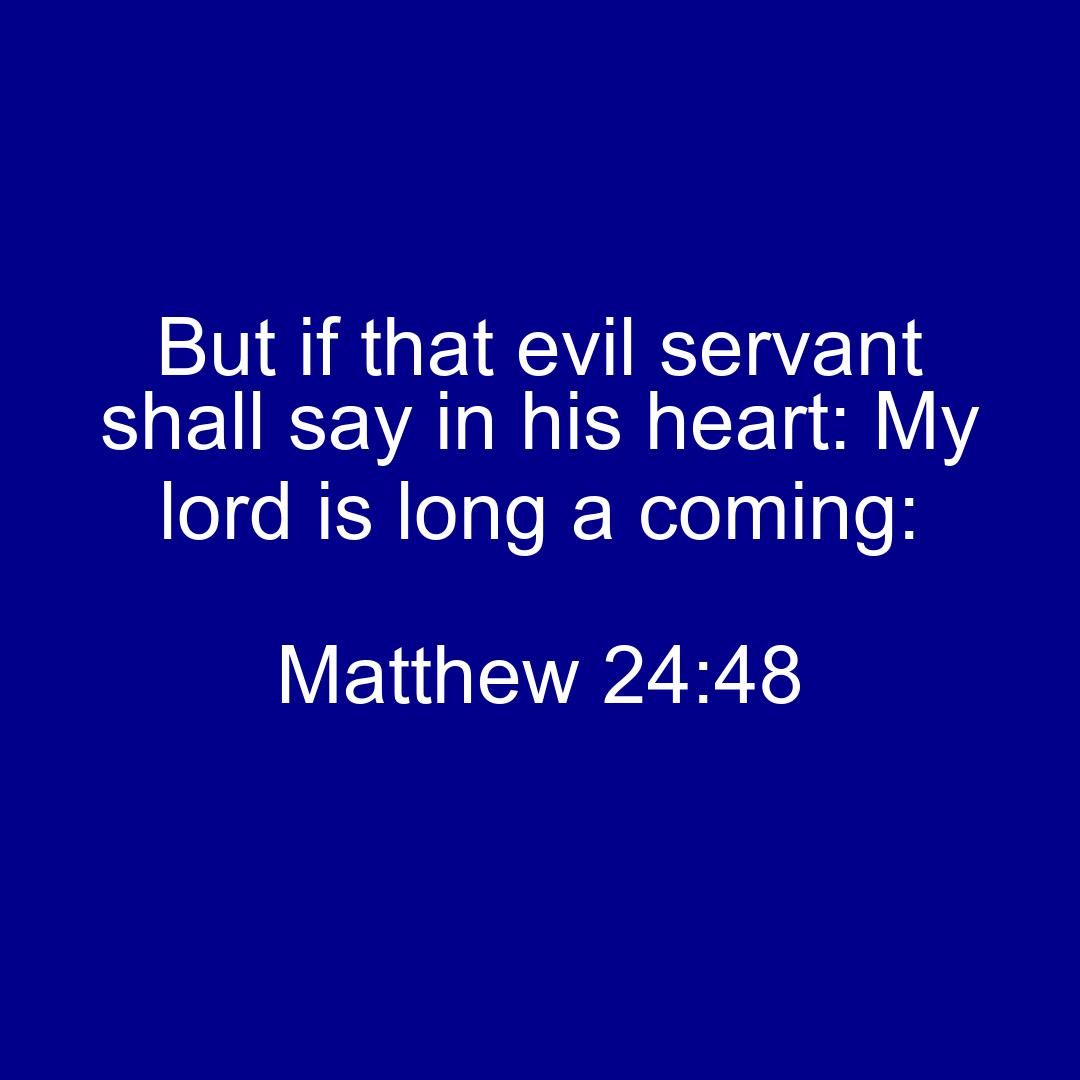 But if that evil servant
shall say in his heart: My
lord is long a coming:
Matthew 24:48